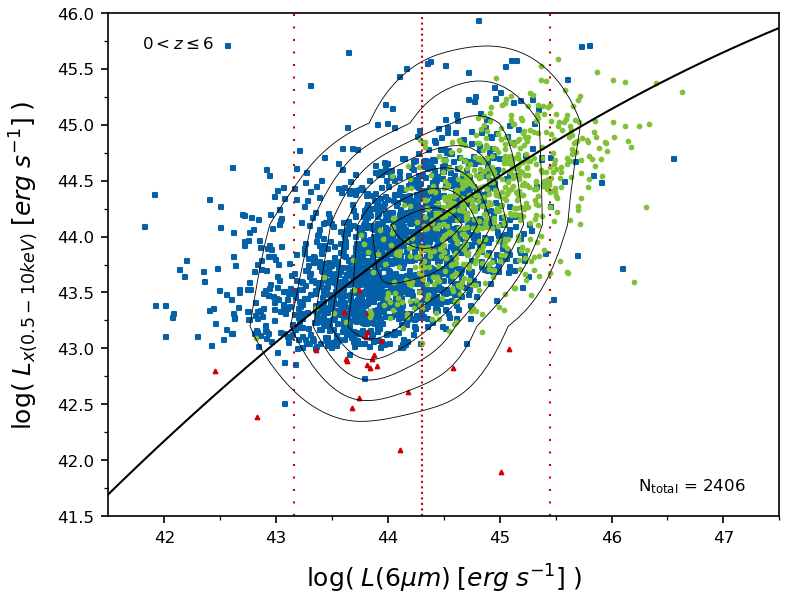 46.0
0 < z ≤ 6
45.5
45.0
44.5
44.0
43.5
43.0
42.5
42.0
N_total = 2406
41.5
42 43 44 45 46 47
log( L(6μm) [erg s⁻¹] )
log( L_X(0.5−10keV) [erg s⁻¹] )